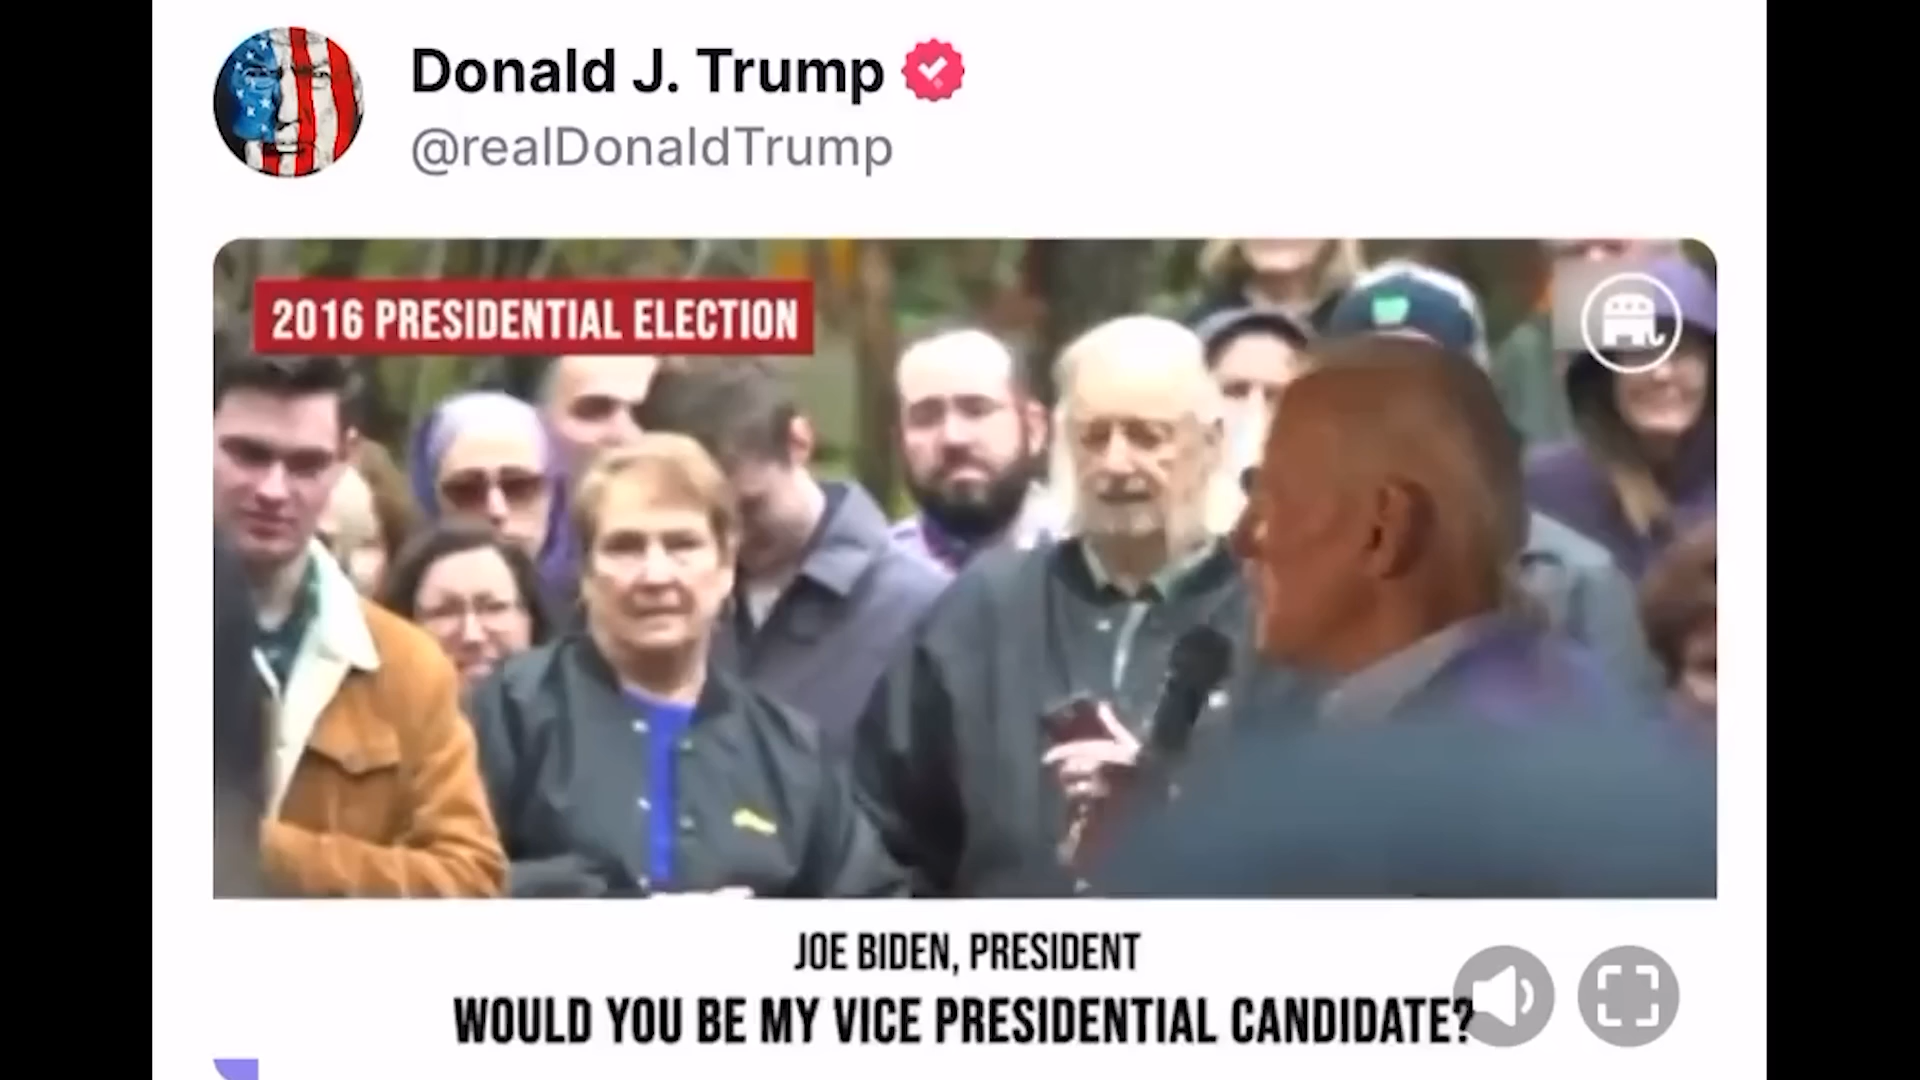 Donald J. Trump
@realDonaldTrump
2016 PRESIDENTIAL ELECTION
JOE BIDEN, PRESIDENT
WOULD YOU BE MY VICE PRESIDENTIAL CANDIDATE?